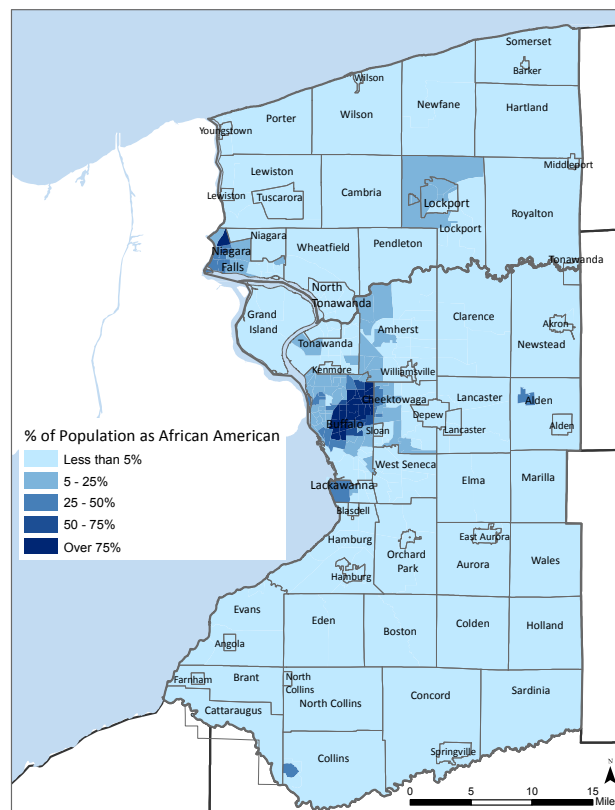 Somerset
Barker
Wilson
Newfane
Hartland
Porter
Wilson
Youngstown
Middleport
Lewiston
Lewiston
Tuscarora
Cambria
Lockport
Royalton
Lockport
Niagara
Niagara
Falls
Wheatfield
Pendleton
Tonawanda
North
Tonawanda
Grand
Island
Amherst
Clarence
Akron
Newstead
Tonawanda
Kenmore
Williamsville
Cheektowaga
Lancaster
Alden
Depew
Buffalo
Sloan
Lancaster
Alden
% of Population as African American
Less than 5%
5 - 25%
25 - 50%
50 - 75%
Over 75%
West Seneca
Lackawanna
Elma
Marilla
Blasdell
Hamburg
Orchard
Park
East Aurora
Aurora
Wales
Hamburg
Evans
Eden
Boston
Colden
Holland
Angola
Farnham
Brant
North
Collins
North Collins
Concord
Sardinia
Cattaraugus
Collins
Springville
N
0 5 10 15
Mile